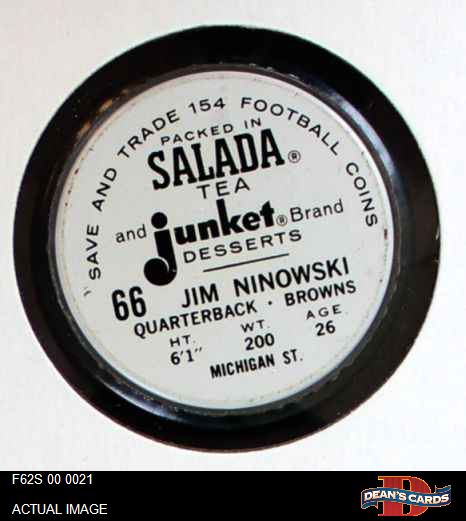 "SAVE AND TRADE 154 FOOTBALL COINS
PACKED IN
SALADA®
TEA
and junket® Brand
DESSERTS
66 JIM NINOWSKI
QUARTERBACK · BROWNS
HT. WT. AGE.
6'1" 200 26
MICHIGAN ST.
F62S 00 0021
ACTUAL IMAGE
D
DEAN'S CARDS